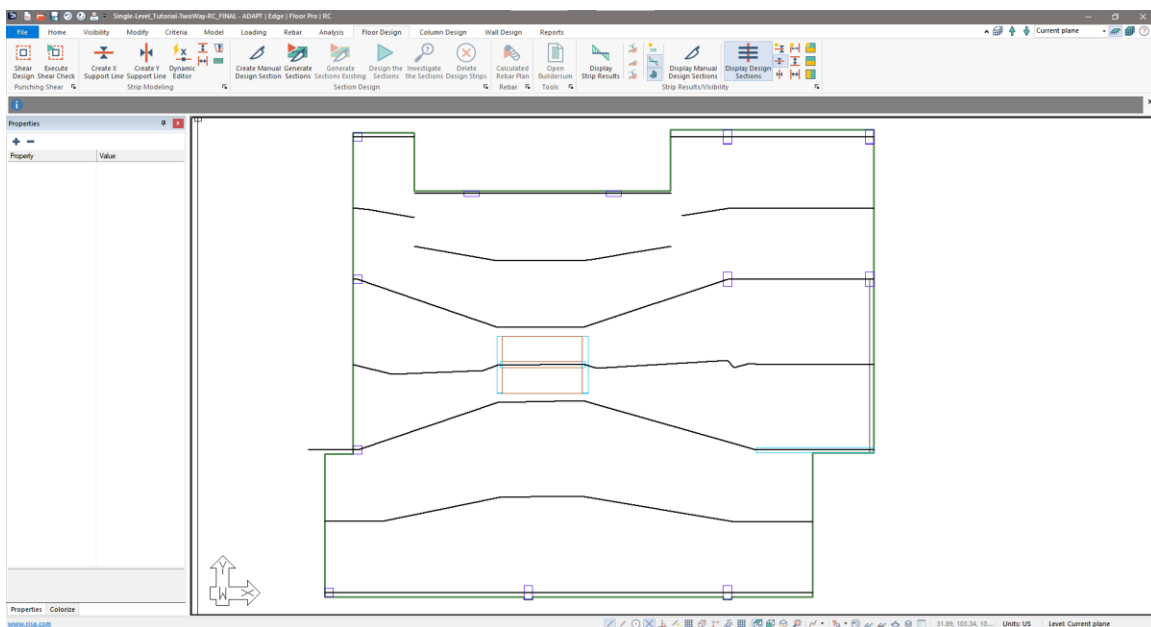 Single-Level_Tutorial-TwoWay-RC_FINAL - ADAPT | Edge | Floor Pro | RC
File Home Visibility Modify Criteria Model Loading Rebar Analysis Floor Design Column Design Wall Design Reports
Current plane
Shear Design
Execute Shear Check
Create X Support Line
Create Y Support Line
Dynamic Editor
Create Manual Design Section
Generate Sections
Generate Sections Existing
Design the Sections
Investigate the Sections
Delete Design Strips
Calculated Rebar Plan
Open Buildersum
Display Strip Results
Display Manual Design Sections
Display Design Sections
Punching Shear
Strip Modeling
Section Design
Rebar
Tools
Strip Results/Visibility
Properties
Property Value
Y
W X
Properties Colorize
www.risa.com
31.89, 103.34, 10... Units: US Level: Current plane